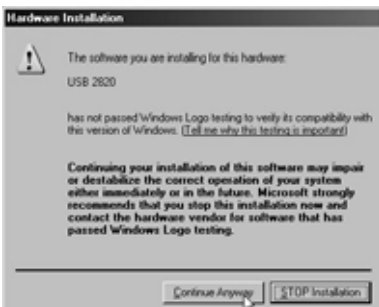 Hardware Installation
The software you are installing for this hardware:
USB 2820
has not passed Windows Logo testing to verify its compatibility with
this version of Windows. (Tell me why this testing is important)
Continuing your installation of this software may impair
or destabilize the correct operation of your system
either immediately or in the future. Microsoft strongly
recommends that you stop this installation now and
contact the hardware vendor for software that has
passed Windows Logo testing.
Continue Anyway
STOP Installation